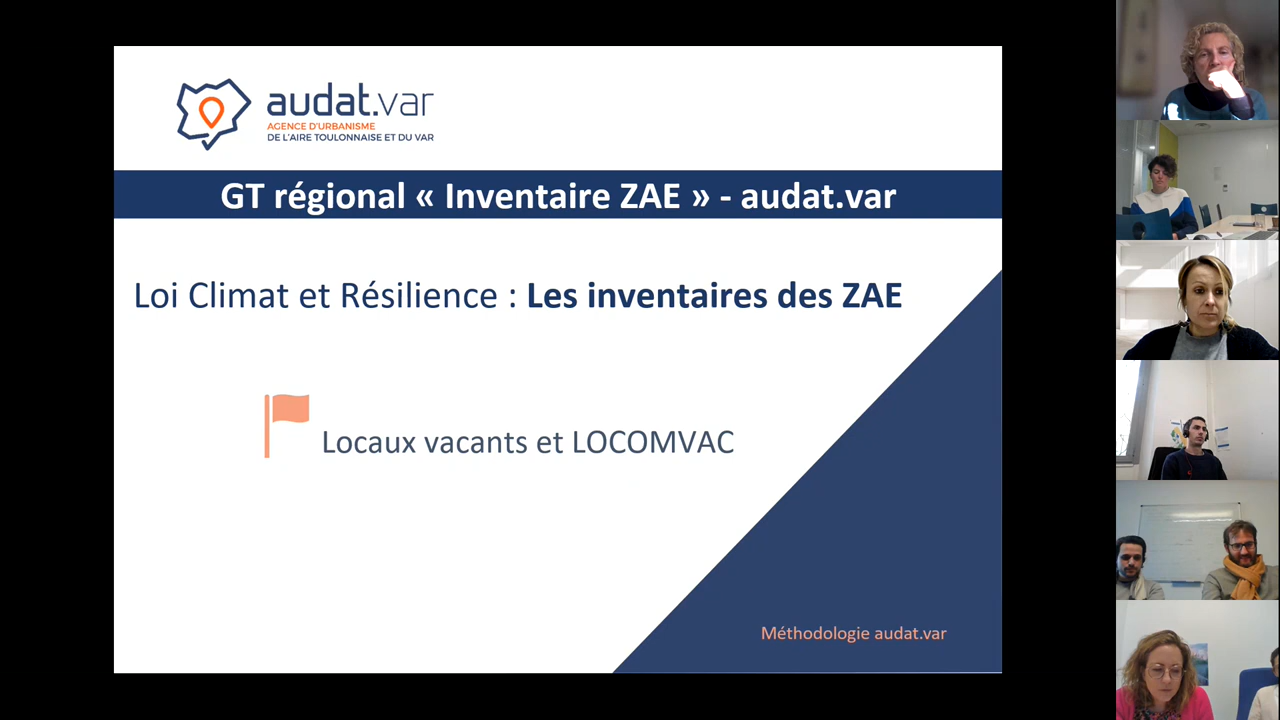 audat.var
AGENCE D'URBANISME
DE L'AIRE TOULONNAISE ET DU VAR
GT régional « Inventaire ZAE » - audat.var
Loi Climat et Résilience : Les inventaires des ZAE
Locaux vacants et LOCOMVAC
Méthodologie audat.var